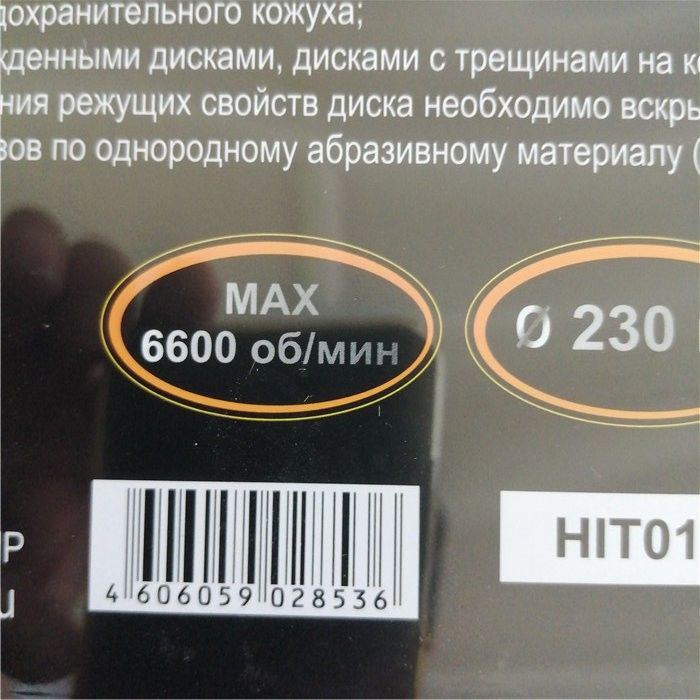 дохранительного кожуха;
жденными дисками, дисками с трещинами на ко
ния режущих свойств диска необходимо вскры
зов по однородному абразивному материалу (
MAX
6600 об/мин
Ø 230
HIT01
4 606059 028536